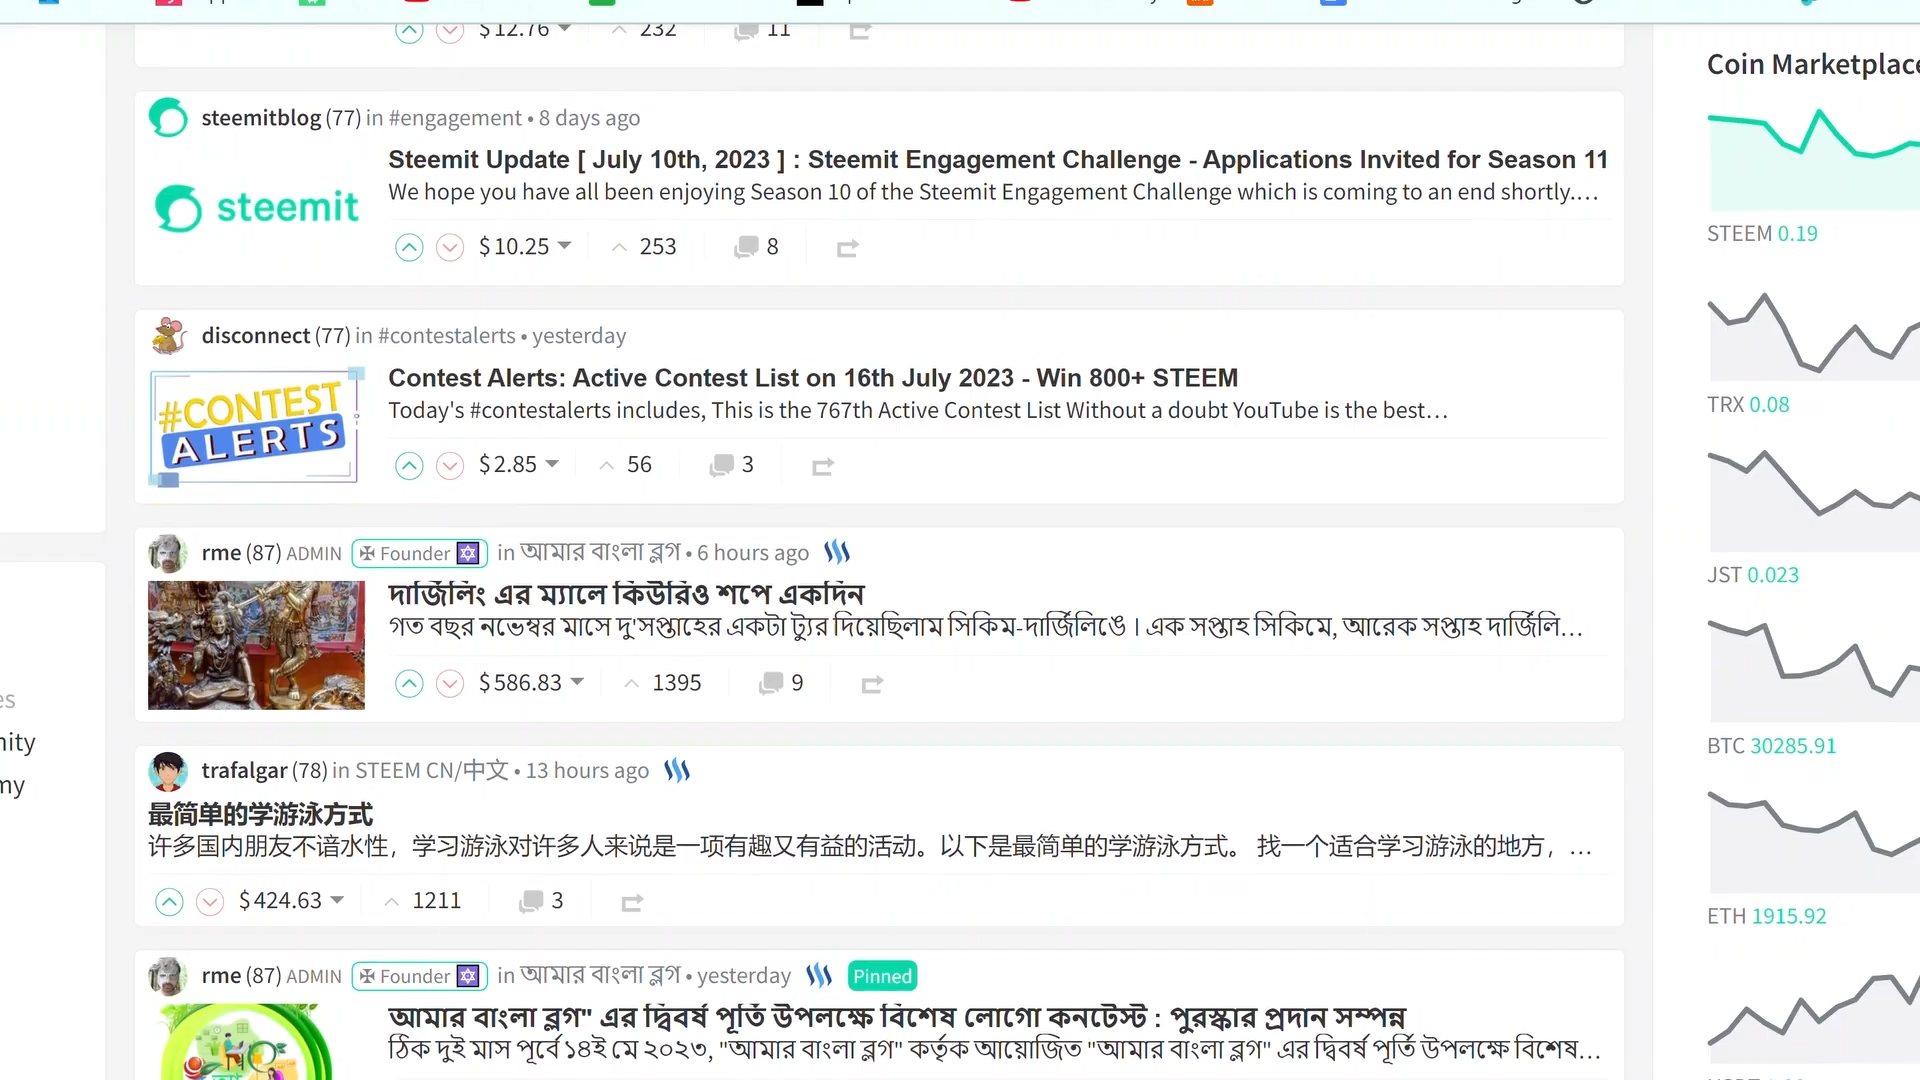 $12.76 232 11
Coin Marketplace
steemitblog (77) in #engagement • 8 days ago
Steemit Update [ July 10th, 2023 ] : Steemit Engagement Challenge - Applications Invited for Season 11
steemit
We hope you have all been enjoying Season 10 of the Steemit Engagement Challenge which is coming to an end shortly....
$10.25 253 8
STEEM 0.19
disconnect (77) in #contestalerts • yesterday
Contest Alerts: Active Contest List on 16th July 2023 - Win 800+ STEEM
#CONTEST
ALERTS
Today's #contestalerts includes, This is the 767th Active Contest List Without a doubt YouTube is the best...
TRX 0.08
$2.85 56 3
rme (87) ADMIN ✠ Founder 🔯 in আমার বাংলা ব্লগ • 6 hours ago
JST 0.023
দার্জিলিং এর ম্যালে কিউরিও শপে একদিন
গত বছর নভেম্বর মাসে দু'সপ্তাহের একটা ট্যুর দিয়েছিলাম সিকিম-দার্জিলিঙে । এক সপ্তাহ সিকিমে, আরেক সপ্তাহ দার্জিলি...
$586.83 1395 9
BTC 30285.91
trafalgar (78) in STEEM CN/中文 • 13 hours ago
最简单的学游泳方式
许多国内朋友不谙水性，学习游泳对许多人来说是一项有趣又有益的活动。以下是最简单的学游泳方式。 找一个适合学习游泳的地方，...
$424.63 1211 3
ETH 1915.92
rme (87) ADMIN ✠ Founder 🔯 in আমার বাংলা ব্লগ • yesterday Pinned
আমার বাংলা ব্লগ" এর দ্বিবর্ষ পূর্তি উপলক্ষে বিশেষ লোগো কনটেস্ট : পুরস্কার প্রদান সম্পন্ন
ঠিক দুই মাস পূর্বে ১৪ই মে ২০২৩, "আমার বাংলা ব্লগ" কর্তৃক আয়োজিত "আমার বাংলা ব্লগ" এর দ্বিবর্ষ পূর্তি উপলক্ষে বিশেষ...